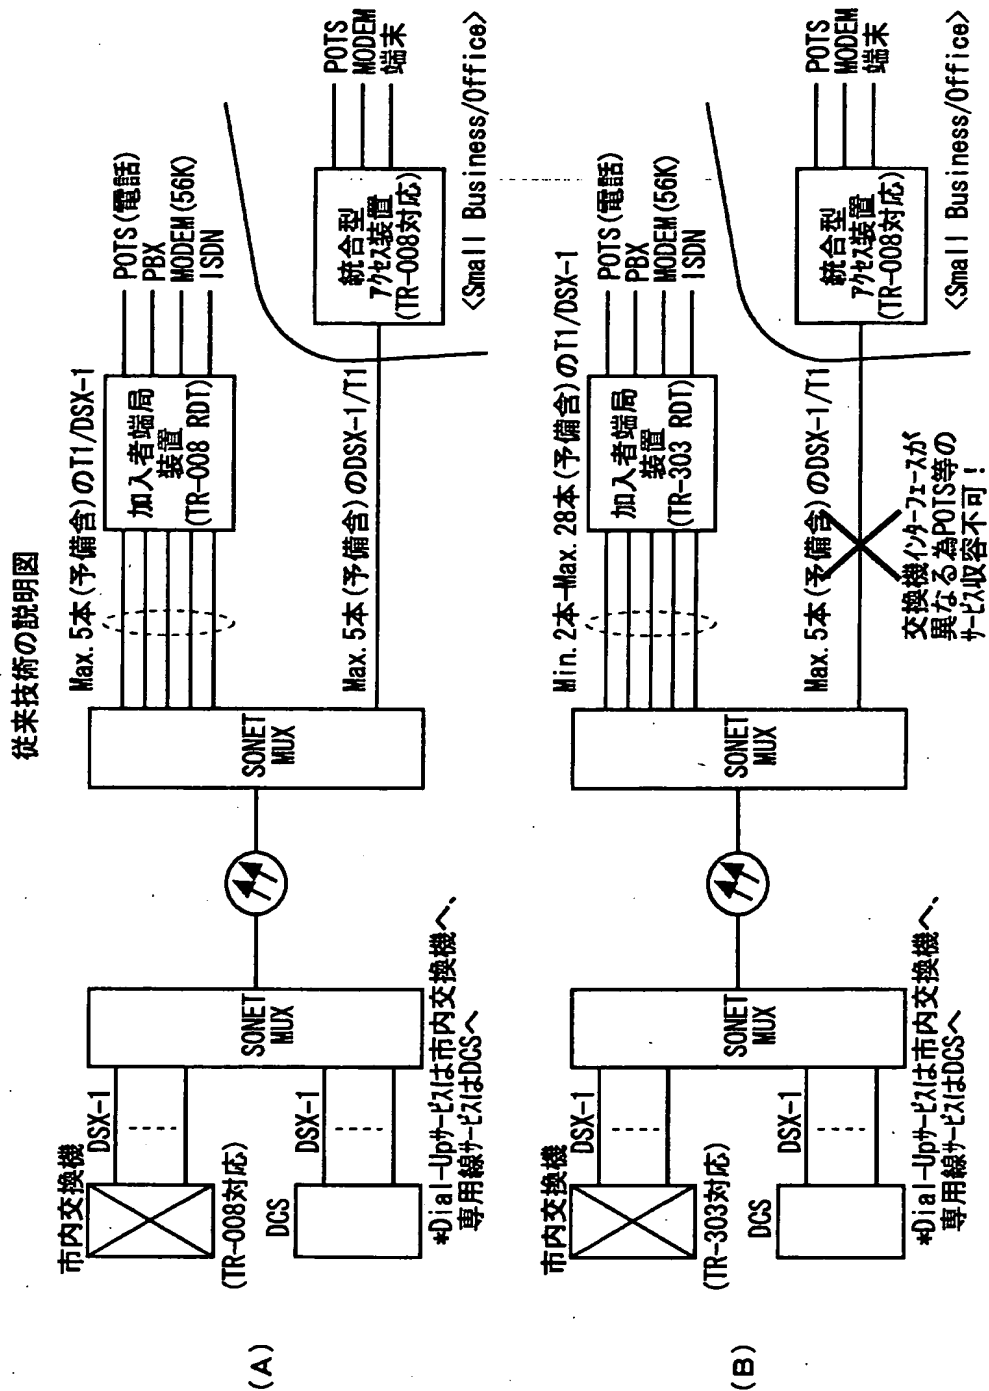 従来技術の説明図
(A)
市内交換機
(TR-008対応)
DSX-1
DCS
DSX-1
*Dial-Upサービスは市内交換機へ、
専用線サービスはDCSへ
SONET
MUX
SONET
MUX
Max. 5本(予備含)のT1/DSX-1
加入者端局
装置
(TR-008 RDT)
POTS(電話)
PBX
MODEM(56K)
ISDN
Max. 5本(予備含)のDSX-1/T1
統合型
アクセス装置
(TR-008対応)
POTS
MODEM
端末
<Small Business/Office>
(B)
市内交換機
(TR-303対応)
DSX-1
DCS
DSX-1
*Dial-Upサービスは市内交換機へ、
専用線サービスはDCSへ
SONET
MUX
SONET
MUX
Min. 2本-Max. 28本(予備含)のT1/DSX-1
加入者端局
装置
(TR-303 RDT)
POTS(電話)
PBX
MODEM(56K)
ISDN
Max. 5本(予備含)のDSX-1/T1
交換機インターフェースが
異なる為POTS等の
サービス収容不可!
統合型
アクセス装置
(TR-008対応)
POTS
MODEM
端末
<Small Business/Office>